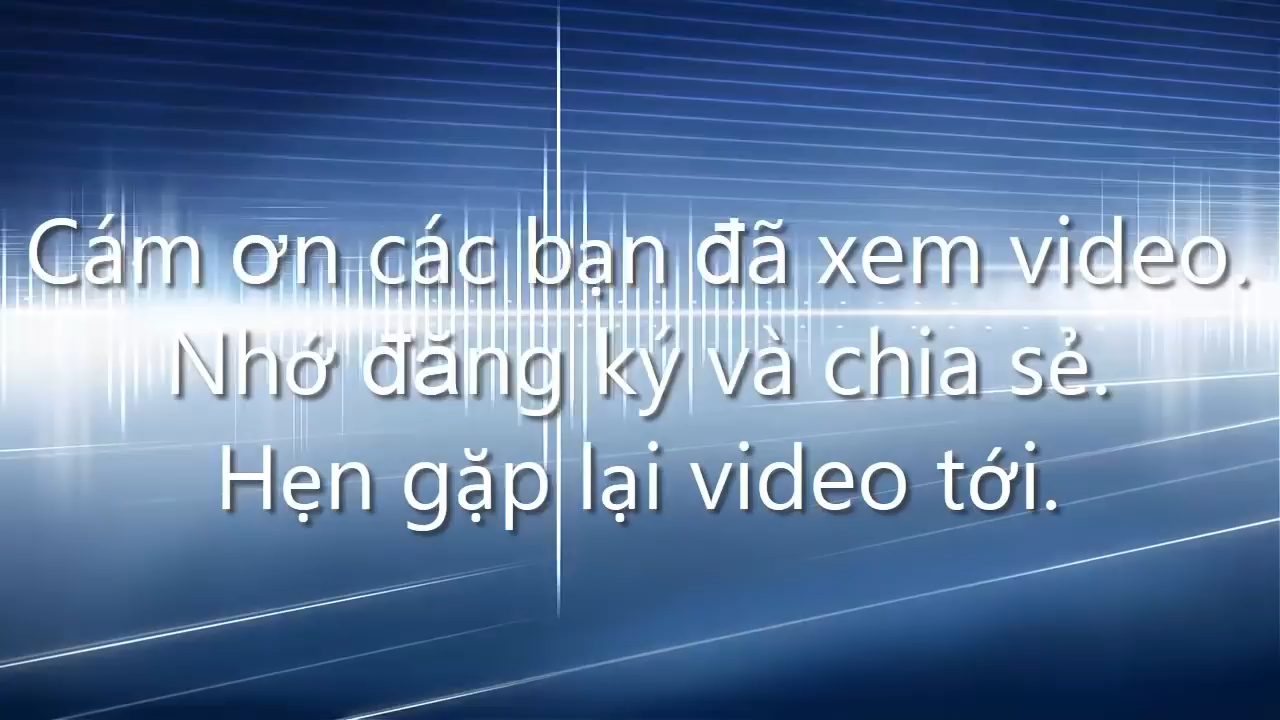 Cám ơn các bạn đã xem video.
Nhớ đăng ký và chia sẻ.
Hẹn gặp lại video tới.